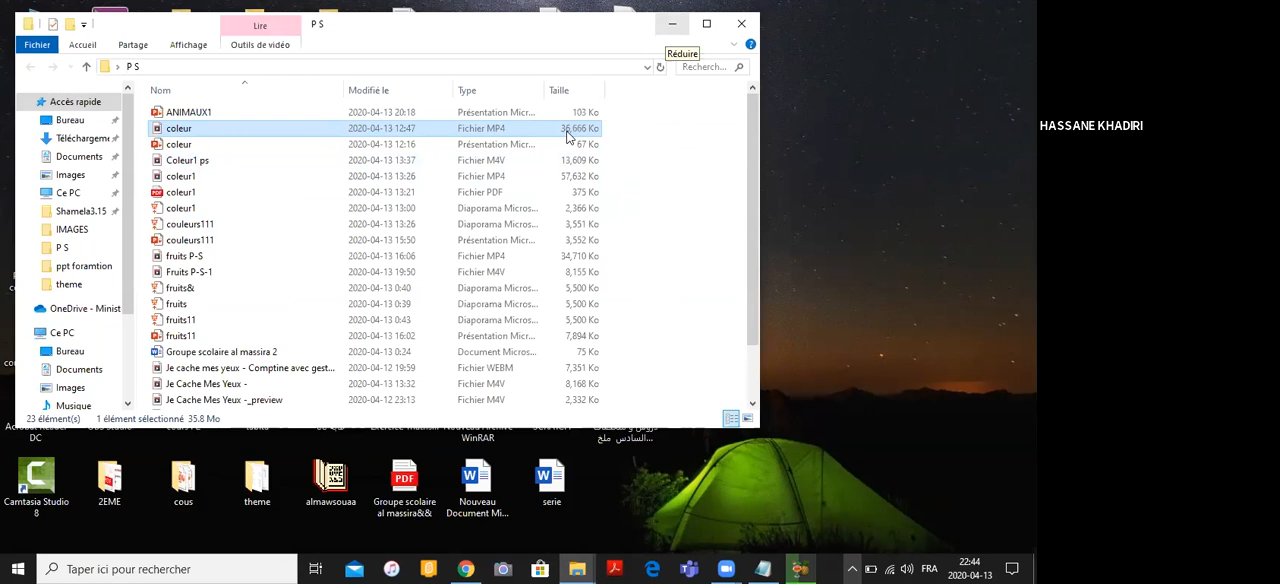 Lire
P S
Fichier
Accueil
Partage
Affichage
Outils de vidéo
Réduire
P S
Recherch...
Nom
Modifié le
Type
Taille
Accès rapide
Bureau
Téléchargeme
Documents
Images
Ce PC
Shamela3.15
IMAGES
P S
ppt foramtion
theme
OneDrive - Minist
Ce PC
Bureau
Documents
Images
Musique
ANIMAUX1 2020-04-13 20:18 Présentation Micr... 103 Ko
coleur 2020-04-13 12:47 Fichier MP4 36,666 Ko
coleur 2020-04-13 12:16 Présentation Micr... 67 Ko
Coleur1 ps 2020-04-13 13:37 Fichier M4V 13,609 Ko
coleur1 2020-04-13 13:26 Fichier MP4 57,632 Ko
coleur1 2020-04-13 13:21 Fichier PDF 375 Ko
coleur1 2020-04-13 13:00 Diaporama Micros... 2,366 Ko
couleurs111 2020-04-13 13:26 Diaporama Micros... 3,551 Ko
couleurs111 2020-04-13 15:50 Présentation Micr... 3,552 Ko
fruits P-S 2020-04-13 16:06 Fichier MP4 34,710 Ko
Fruits P-S-1 2020-04-13 19:50 Fichier M4V 8,155 Ko
fruits& 2020-04-13 0:40 Diaporama Micros... 5,500 Ko
fruits 2020-04-13 0:39 Diaporama Micros... 5,500 Ko
fruits11 2020-04-13 0:43 Diaporama Micros... 5,500 Ko
fruits11 2020-04-13 16:02 Présentation Micr... 7,894 Ko
Groupe scolaire al massira 2 2020-04-13 0:24 Document Micros... 75 Ko
Je cache mes yeux - Comptine avec gest... 2020-04-12 19:59 Fichier WEBM 7,351 Ko
Je Cache Mes Yeux - 2020-04-13 13:32 Fichier M4V 8,168 Ko
Je Cache Mes Yeux -_preview 2020-04-12 23:13 Fichier M4V 2,332 Ko
23 élément(s) 1 élément sélectionné 35.8 Mo
HASSANE KHADIRI
DC
WinRAR
السادس ملخ...
Camtasia Studio 8
2EME
cous
theme
almawsouaa
Groupe scolaire al massira&&
Nouveau Document Mi...
serie
Taper ici pour rechercher
FRA
22:44
2020-04-13